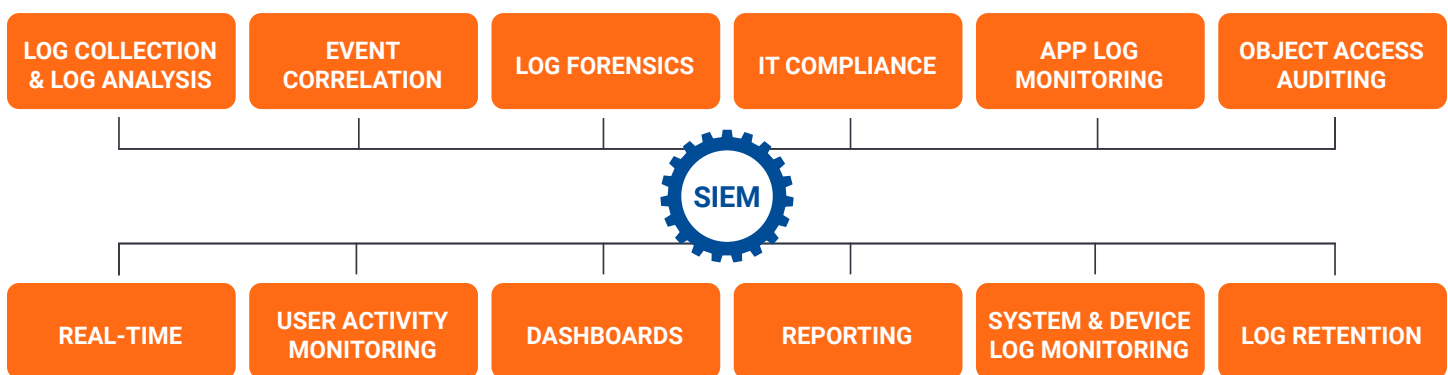 LOG COLLECTION
& LOG ANALYSIS
EVENT
CORRELATION
LOG FORENSICS
IT COMPLIANCE
APP LOG
MONITORING
OBJECT ACCESS
AUDITING
SIEM
REAL-TIME
USER ACTIVITY
MONITORING
DASHBOARDS
REPORTING
SYSTEM & DEVICE
LOG MONITORING
LOG RETENTION